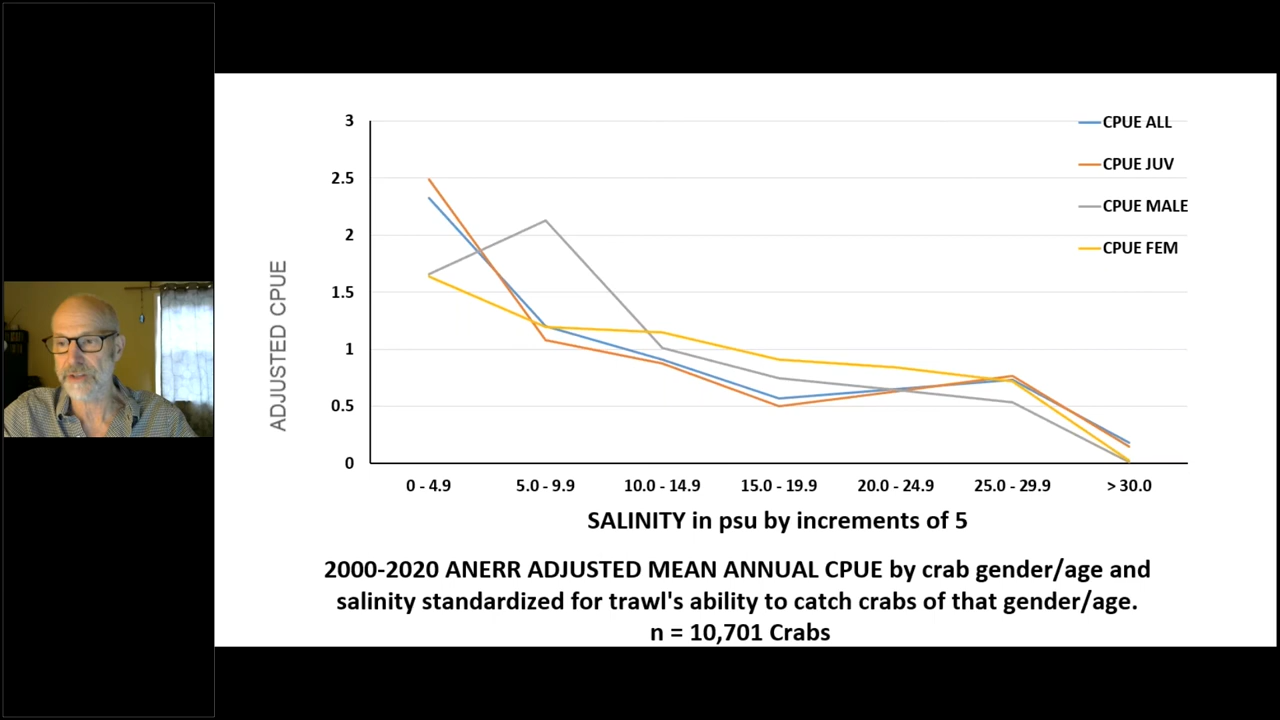 3
2.5
2
1.5
1
0.5
0
ADJUSTED CPUE
CPUE ALL
CPUE JUV
CPUE MALE
CPUE FEM
0 - 4.9
5.0 - 9.9
10.0 - 14.9
15.0 - 19.9
20.0 - 24.9
25.0 - 29.9
> 30.0
SALINITY in psu by increments of 5
2000-2020 ANERR ADJUSTED MEAN ANNUAL CPUE by crab gender/age and
salinity standardized for trawl's ability to catch crabs of that gender/age.
n = 10,701 Crabs